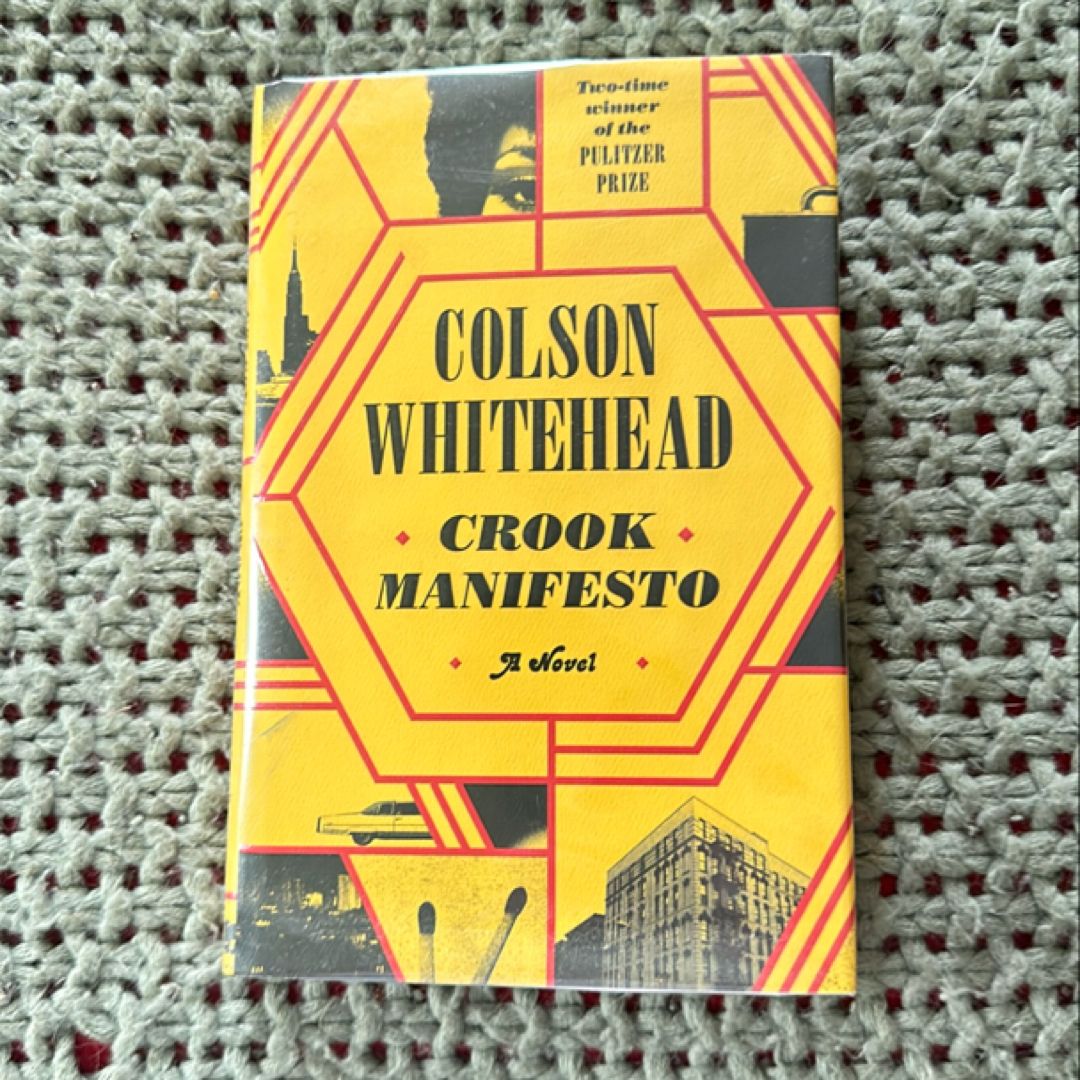 Two-time
winner
of the
PULITZER
PRIZE
COLSON
WHITEHEAD
CROOK
MANIFESTO
A Novel